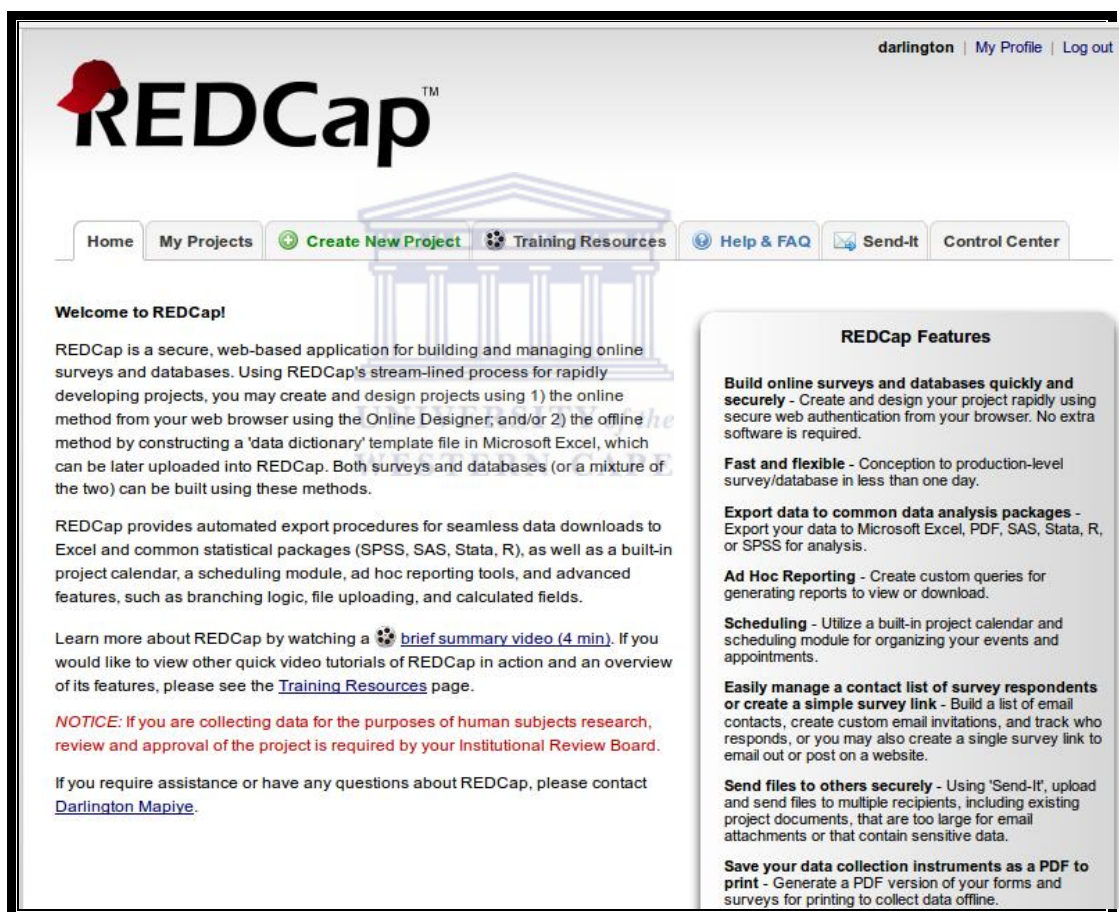 darlington | My Profile | Log out
REDCap™
Home
My Projects
Create New Project
Training Resources
Help & FAQ
Send-It
Control Center
Welcome to REDCap!
REDCap is a secure, web-based application for building and managing online
surveys and databases. Using REDCap's stream-lined process for rapidly
developing projects, you may create and design projects using 1) the online
method from your web browser using the Online Designer; and/or 2) the offline
method by constructing a 'data dictionary' template file in Microsoft Excel, which
can be later uploaded into REDCap. Both surveys and databases (or a mixture of
the two) can be built using these methods.
REDCap provides automated export procedures for seamless data downloads to
Excel and common statistical packages (SPSS, SAS, Stata, R), as well as a built-in
project calendar, a scheduling module, ad hoc reporting tools, and advanced
features, such as branching logic, file uploading, and calculated fields.
Learn more about REDCap by watching a brief summary video (4 min). If you
would like to view other quick video tutorials of REDCap in action and an overview
of its features, please see the Training Resources page.
NOTICE: If you are collecting data for the purposes of human subjects research,
review and approval of the project is required by your Institutional Review Board.
If you require assistance or have any questions about REDCap, please contact
Darlington Mapiye.
REDCap Features
Build online surveys and databases quickly and
securely - Create and design your project rapidly using
secure web authentication from your browser. No extra
software is required.
Fast and flexible - Conception to production-level
survey/database in less than one day.
Export data to common data analysis packages -
Export your data to Microsoft Excel, PDF, SAS, Stata, R,
or SPSS for analysis.
Ad Hoc Reporting - Create custom queries for
generating reports to view or download.
Scheduling - Utilize a built-in project calendar and
scheduling module for organizing your events and
appointments.
Easily manage a contact list of survey respondents
or create a simple survey link - Build a list of email
contacts, create custom email invitations, and track who
responds, or you may also create a single survey link to
email out or post on a website.
Send files to others securely - Using 'Send-It', upload
and send files to multiple recipients, including existing
project documents, that are too large for email
attachments or that contain sensitive data.
Save your data collection instruments as a PDF to
print - Generate a PDF version of your forms and
surveys for printing to collect data offline.
UNIVERSITY of the
WESTERN CAPE